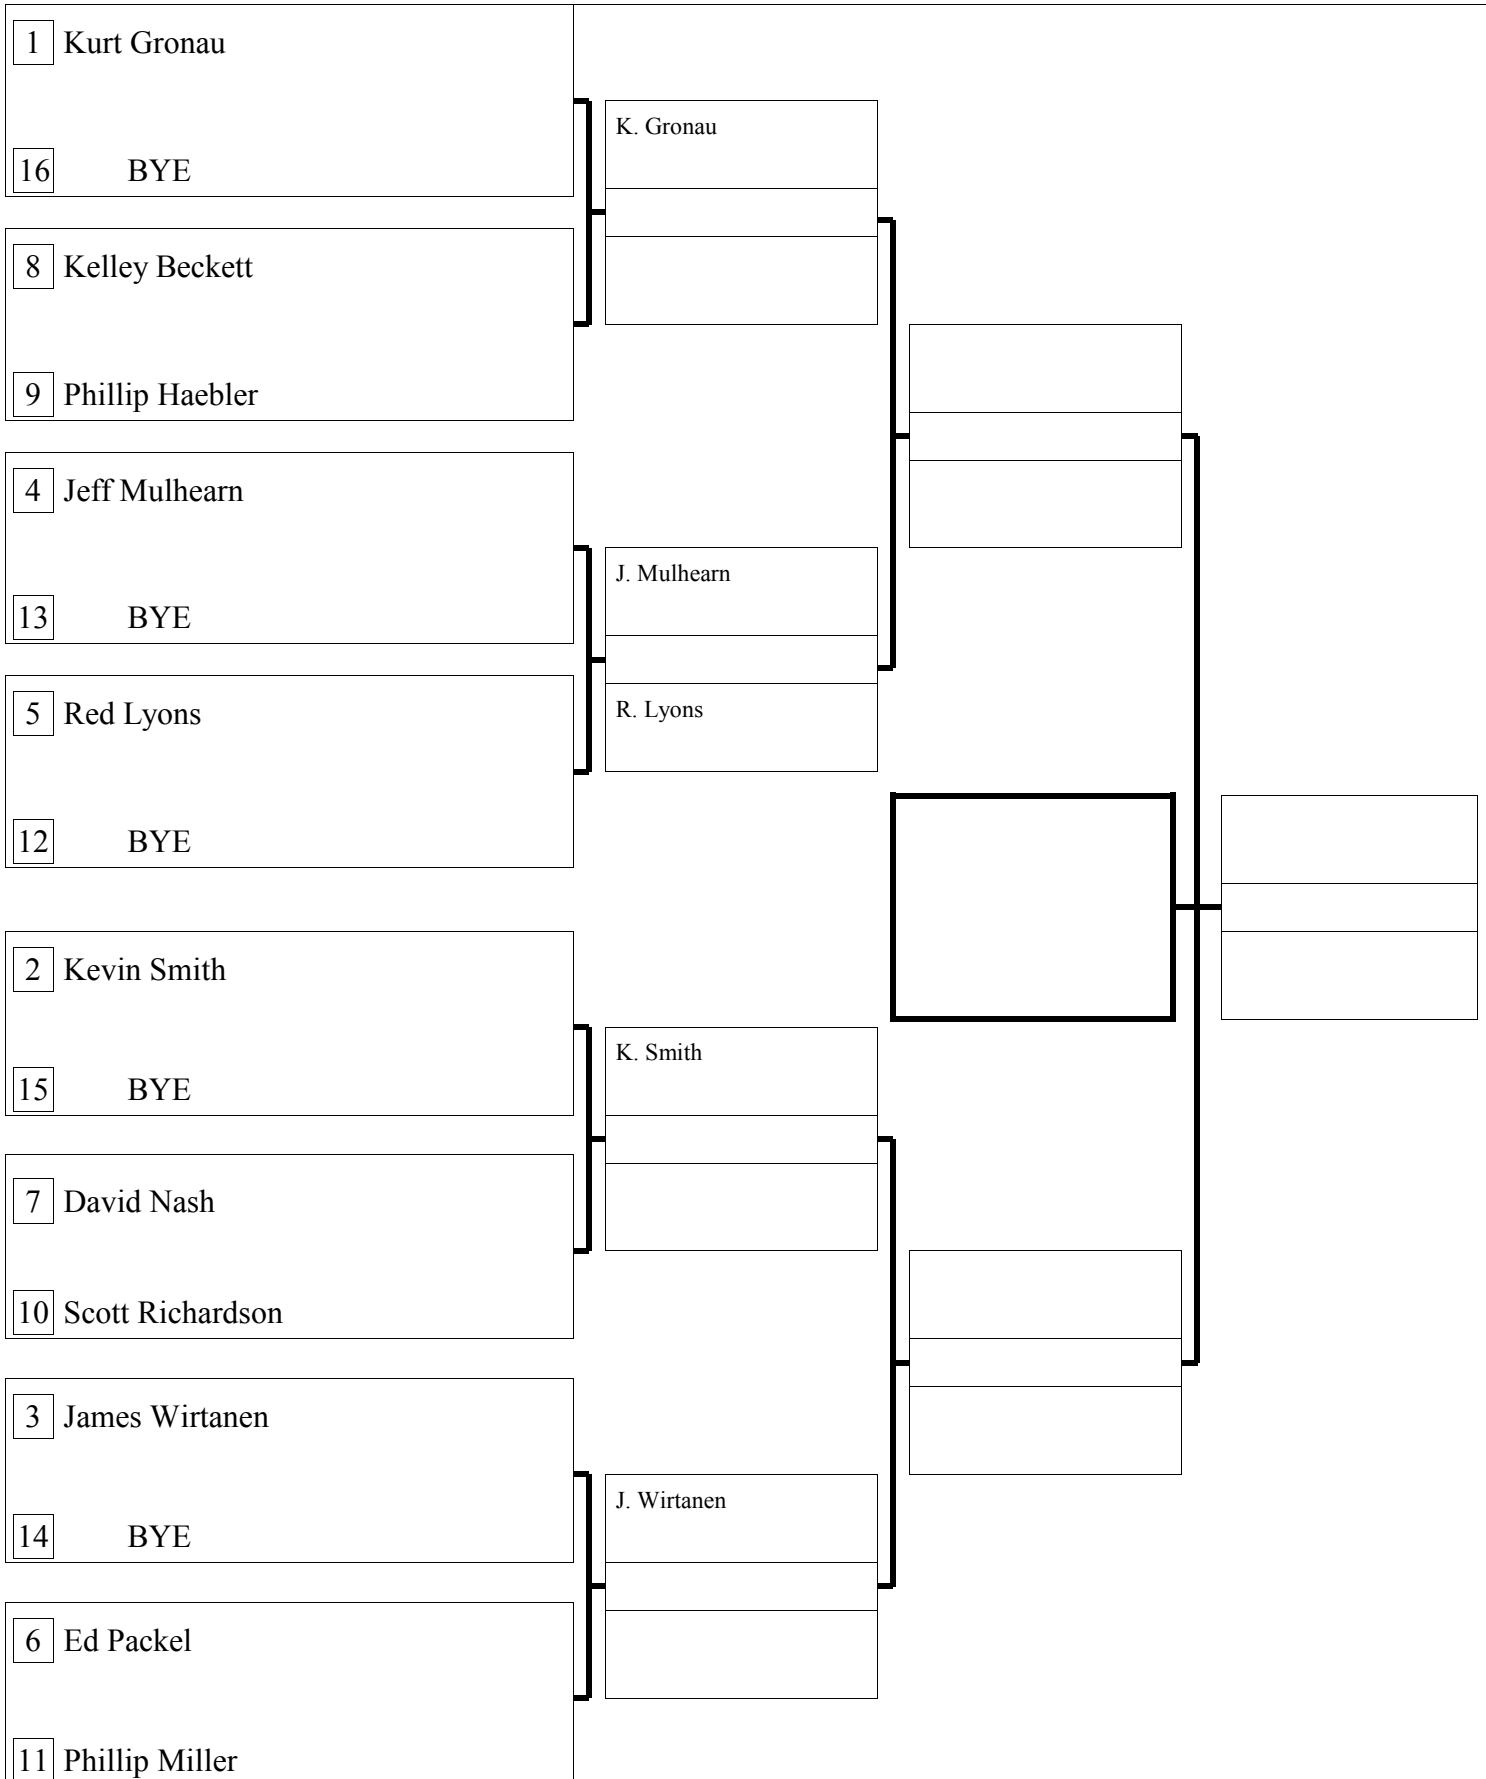 1 Kurt Gronau
16 BYE
K. Gronau
8 Kelley Beckett
9 Phillip Haebler
4 Jeff Mulhearn
13 BYE
J. Mulhearn
5 Red Lyons
R. Lyons
12 BYE
2 Kevin Smith
15 BYE
K. Smith
7 David Nash
10 Scott Richardson
3 James Wirtanen
14 BYE
J. Wirtanen
6 Ed Packel
11 Phillip Miller